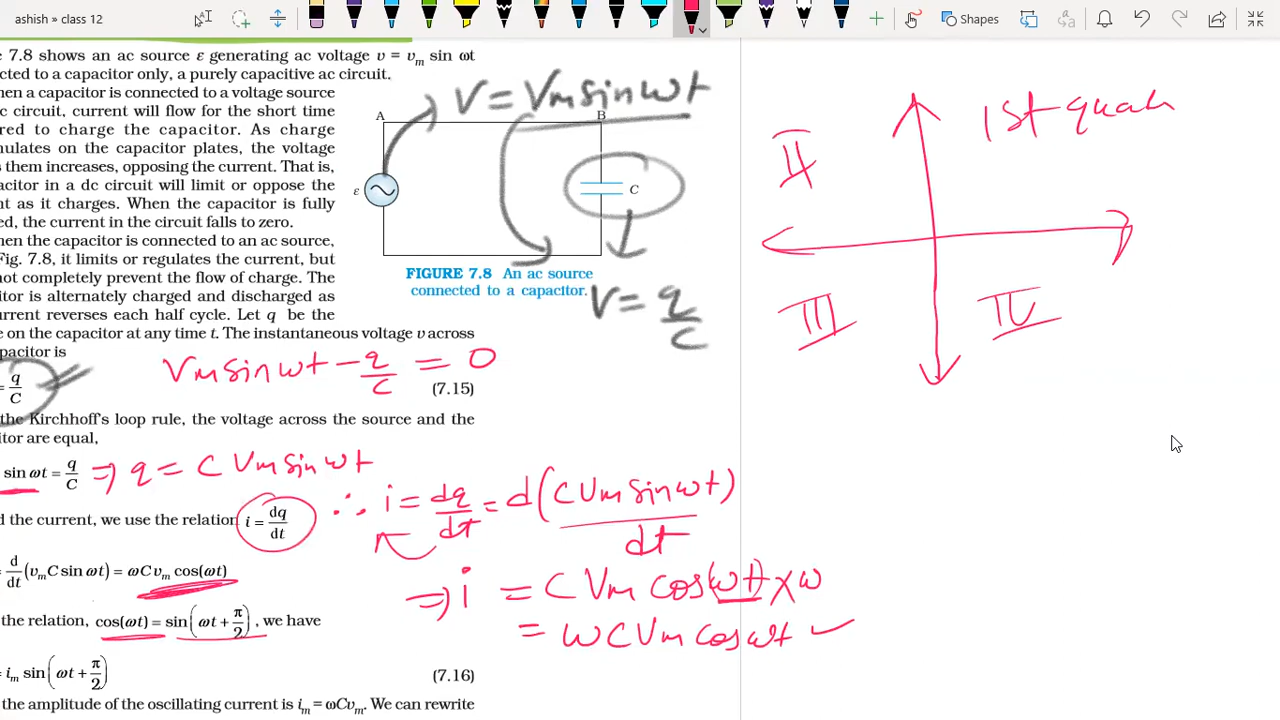 ashish » class 12
Shapes
e 7.8 shows an ac source ε generating ac voltage v = vm sin ωt
cted to a capacitor only, a purely capacitive ac circuit.
hen a capacitor is connected to a voltage source
c circuit, current will flow for the short time
ired to charge the capacitor. As charge
mulates on the capacitor plates, the voltage
s them increases, opposing the current. That is,
acitor in a dc circuit will limit or oppose the
nt as it charges. When the capacitor is fully
ed, the current in the circuit falls to zero.
hen the capacitor is connected to an ac source,
Fig. 7.8, it limits or regulates the current, but
not completely prevent the flow of charge. The
itor is alternately charged and discharged as
urrent reverses each half cycle. Let q be the
e on the capacitor at any time t. The instantaneous voltage v across
pacitor is
V = Vm sin ωt
A
B
ε
C
FIGURE 7.8 An ac source
connected to a capacitor.
V = q/C
= q/C
Vm sin ωt − q/C = 0
(7.15)
the Kirchhoff's loop rule, the voltage across the source and the
itor are equal,
sin ωt = q/C
⇒ q = C Vm sin ωt
d the current, we use the relation i = dq/dt
∴ i = dq/dt = d(C Vm sin ωt)/dt
= d/dt (vm C sin ωt) = ωC vm cos(ωt)
⇒ i = C Vm cos(ωt) × ω
= ωC Vm cos ωt
the relation, cos(ωt) = sin(ωt + π/2), we have
= im sin(ωt + π/2)
(7.16)
the amplitude of the oscillating current is im = ωCvm. We can rewrite
1st quad
II
III
IV